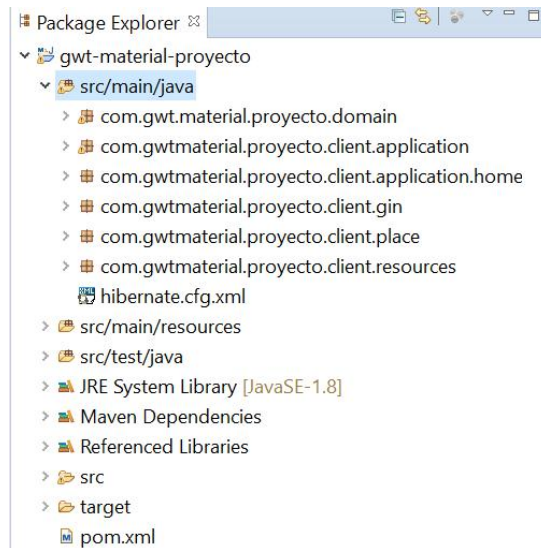 Package Explorer
gwt-material-proyecto
src/main/java
com.gwt.material.proyecto.domain
com.gwtmaterial.proyecto.client.application
com.gwtmaterial.proyecto.client.application.home
com.gwtmaterial.proyecto.client.gin
com.gwtmaterial.proyecto.client.place
com.gwtmaterial.proyecto.client.resources
hibernate.cfg.xml
src/main/resources
src/test/java
JRE System Library [JavaSE-1.8]
Maven Dependencies
Referenced Libraries
src
target
pom.xml